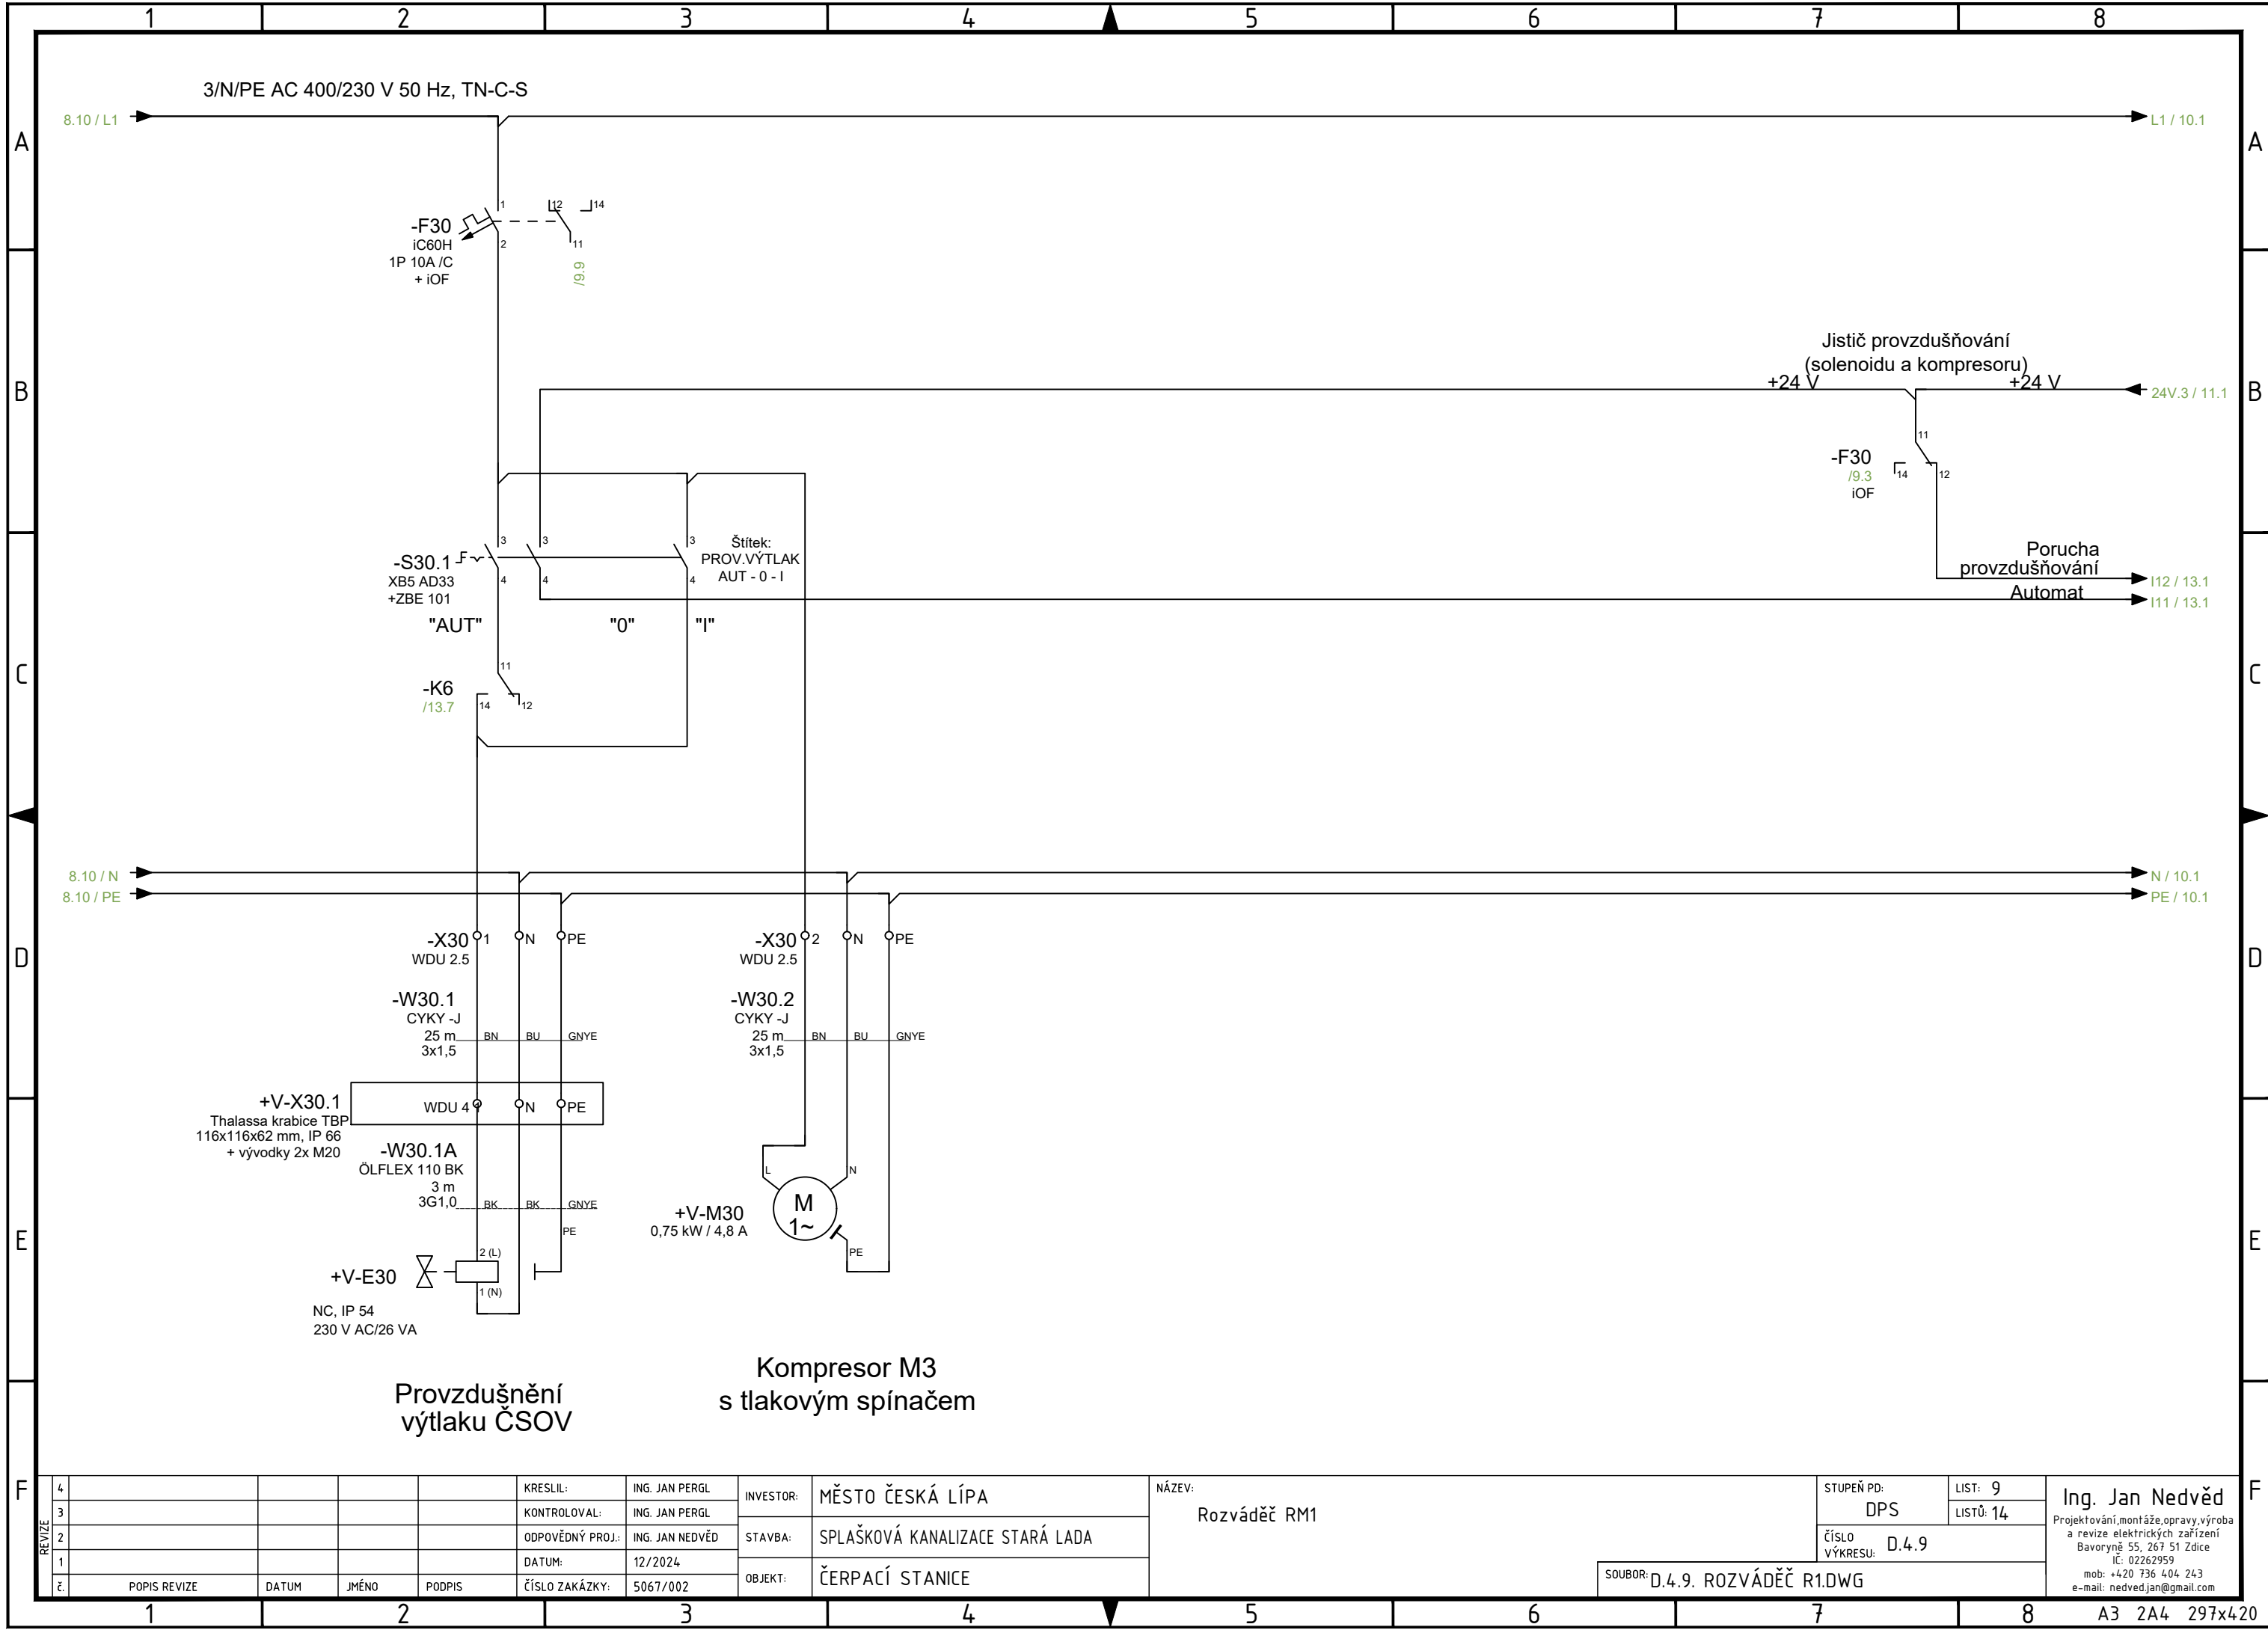 1 2 3 4 5 6 7 8
3/N/PE AC 400/230 V 50 Hz, TN-C-S
8.10 / L1
L1 / 10.1
A
A
-F30
iC60H
1P 10A /C
+ iOF
1
2
12
14
11
/9.9
Jistič provzdušňování
(solenoidu a kompresoru)
+24 V
+24 V
24V.3 / 11.1
B
B
-F30
/9.3
iOF
11
14
12
-S30.1
XB5 AD33
+ZBE 101
3
4
3
4
3
4
Štítek:
PROV.VÝTLAK
AUT - 0 - I
"AUT"
"0"
"I"
Porucha
provzdušňování
I12 / 13.1
Automat
I11 / 13.1
C
C
-K6
/13.7
11
14
12
8.10 / N
8.10 / PE
N / 10.1
PE / 10.1
D
D
-X30
WDU 2.5
1
N
PE
-X30
WDU 2.5
2
N
PE
-W30.1
CYKY -J
25 m
3x1,5
BN
BU
GNYE
-W30.2
CYKY -J
25 m
3x1,5
BN
BU
GNYE
+V-X30.1
Thalassa krabice TBP
116x116x62 mm, IP 66
+ vývodky 2x M20
WDU 4
1
N
PE
-W30.1A
ÖLFLEX 110 BK
3 m
3G1,0
BK
BK
GNYE
PE
E
E
+V-M30
0,75 kW / 4,8 A
L
N
M
1~
PE
+V-E30
2 (L)
1 (N)
NC, IP 54
230 V AC/26 VA
Provzdušnění
výtlaku ČSOV
Kompresor M3
s tlakovým spínačem
F
F
REVIZE
4
3
2
1
č.
POPIS REVIZE
DATUM
JMÉNO
PODPIS
KRESLIL: ING. JAN PERGL
KONTROLOVAL: ING. JAN PERGL
ODPOVĚDNÝ PROJ.: ING. JAN NEDVĚD
DATUM: 12/2024
ČÍSLO ZAKÁZKY: 5067/002
INVESTOR: MĚSTO ČESKÁ LÍPA
STAVBA: SPLAŠKOVÁ KANALIZACE STARÁ LADA
OBJEKT: ČERPACÍ STANICE
NÁZEV:
Rozváděč RM1
SOUBOR: D.4.9. ROZVÁDĚČ R1.DWG
STUPEŇ PD:
DPS
LIST: 9
LISTŮ: 14
ČÍSLO
VÝKRESU: D.4.9
Ing. Jan Nedvěd
Projektování,montáže,opravy,výroba
a revize elektrických zařízení
Bavoryně 55, 267 51 Zdice
IČ: 02262959
mob: +420 736 404 243
e-mail: nedved.jan@gmail.com
1 2 3 4 5 6 7 8
A3 2A4 297x420